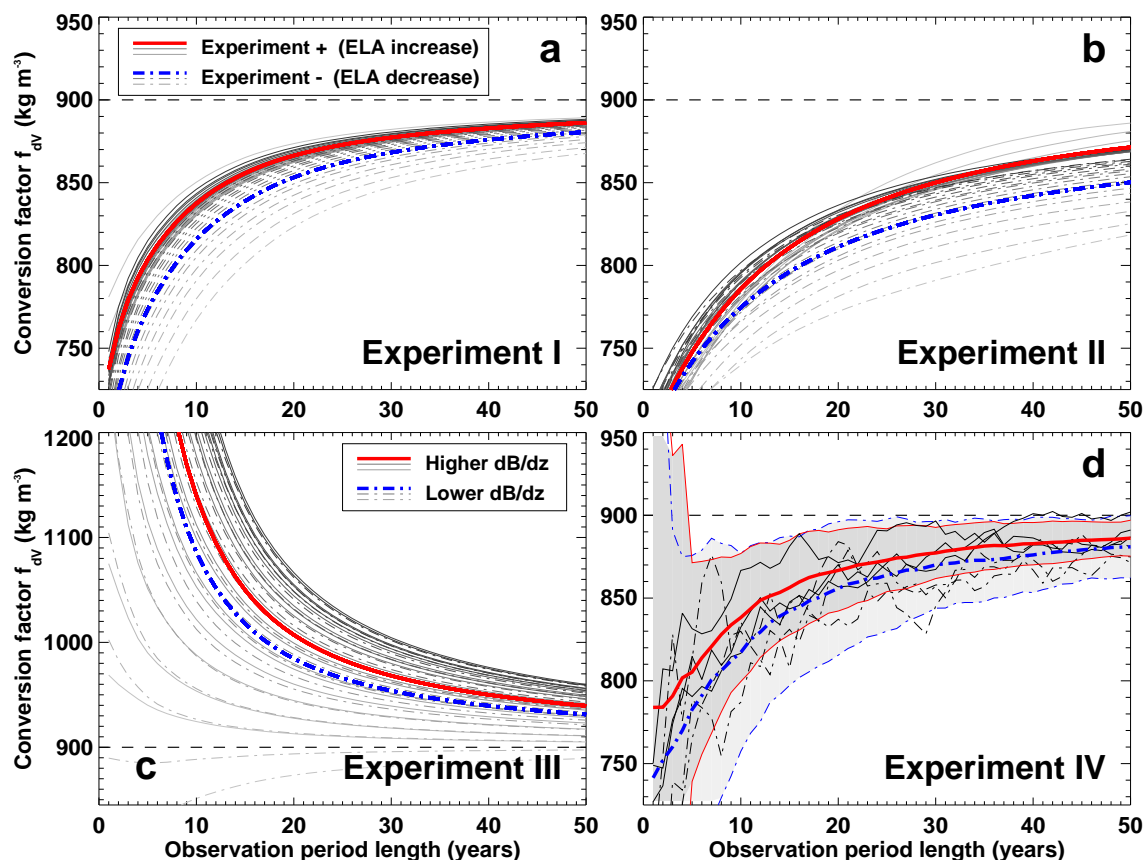 950
900
850
800
750
Conversion factor f_dV (kg m⁻³)
Experiment + (ELA increase)
Experiment - (ELA decrease)
a
Experiment I
0 10 20 30 40 50
950
900
850
800
750
b
Experiment II
0 10 20 30 40 50
1200
1100
1000
900
Conversion factor f_dV (kg m⁻³)
Higher dB/dz
Lower dB/dz
c
Experiment III
0 10 20 30 40 50
Observation period length (years)
950
900
850
800
750
d
Experiment IV
0 10 20 30 40 50
Observation period length (years)